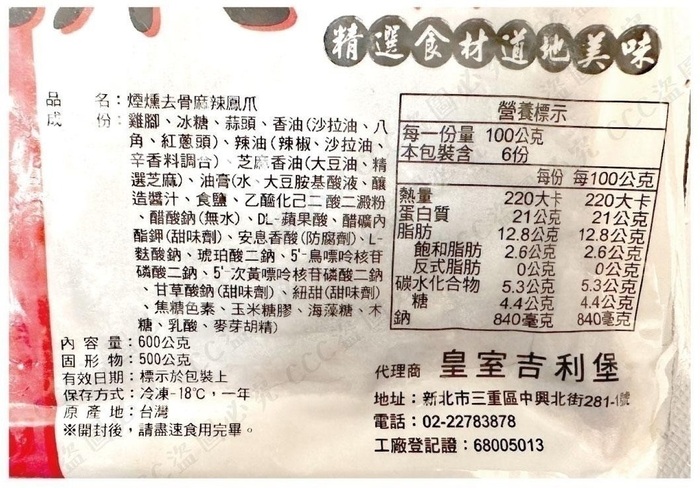 精選食材道地美味
品　　名：煙燻去骨麻辣鳳爪
成　　份：雞腳、冰糖、蒜頭、香油(沙拉油、八
角、紅蔥頭)、辣油(辣椒、沙拉油、
辛香料調合)、芝麻香油(大豆油、精
選芝麻)、油膏(水、大豆胺基酸液、釀
造醬汁、食鹽、乙醯化己二酸二澱粉
、醋酸鈉(無水)、DL-蘋果酸、醋磺內
酯鉀(甜味劑)、安息香酸(防腐劑)、L-
麩酸鈉、琥珀酸二鈉、5'-鳥嘌呤核苷
磷酸二鈉、5'-次黃嘌呤核苷磷酸二鈉
、甘草酸鈉(甜味劑)、紐甜(甜味劑)
、焦糖色素、玉米糖膠、海藻糖、木
糖、乳酸、麥芽糊精)
內 容 量：600公克
固 形 物：500公克
有效日期：標示於包裝上
保存方式：冷凍-18℃，一年
原 產 地：台灣
※開封後，請盡速食用完畢。
營養標示
每一份量 100公克
本包裝含 6份
每份 每100公克
熱量 220大卡 220大卡
蛋白質 21公克 21公克
脂肪 12.8公克 12.8公克
飽和脂肪 2.6公克 2.6公克
反式脂肪 0公克 0公克
碳水化合物 5.3公克 5.3公克
糖 4.4公克 4.4公克
鈉 840毫克 840毫克
代理商 皇室吉利堡
地址：新北市三重區中興北街281-1號
電話：02-22783878
工廠登記證：68005013